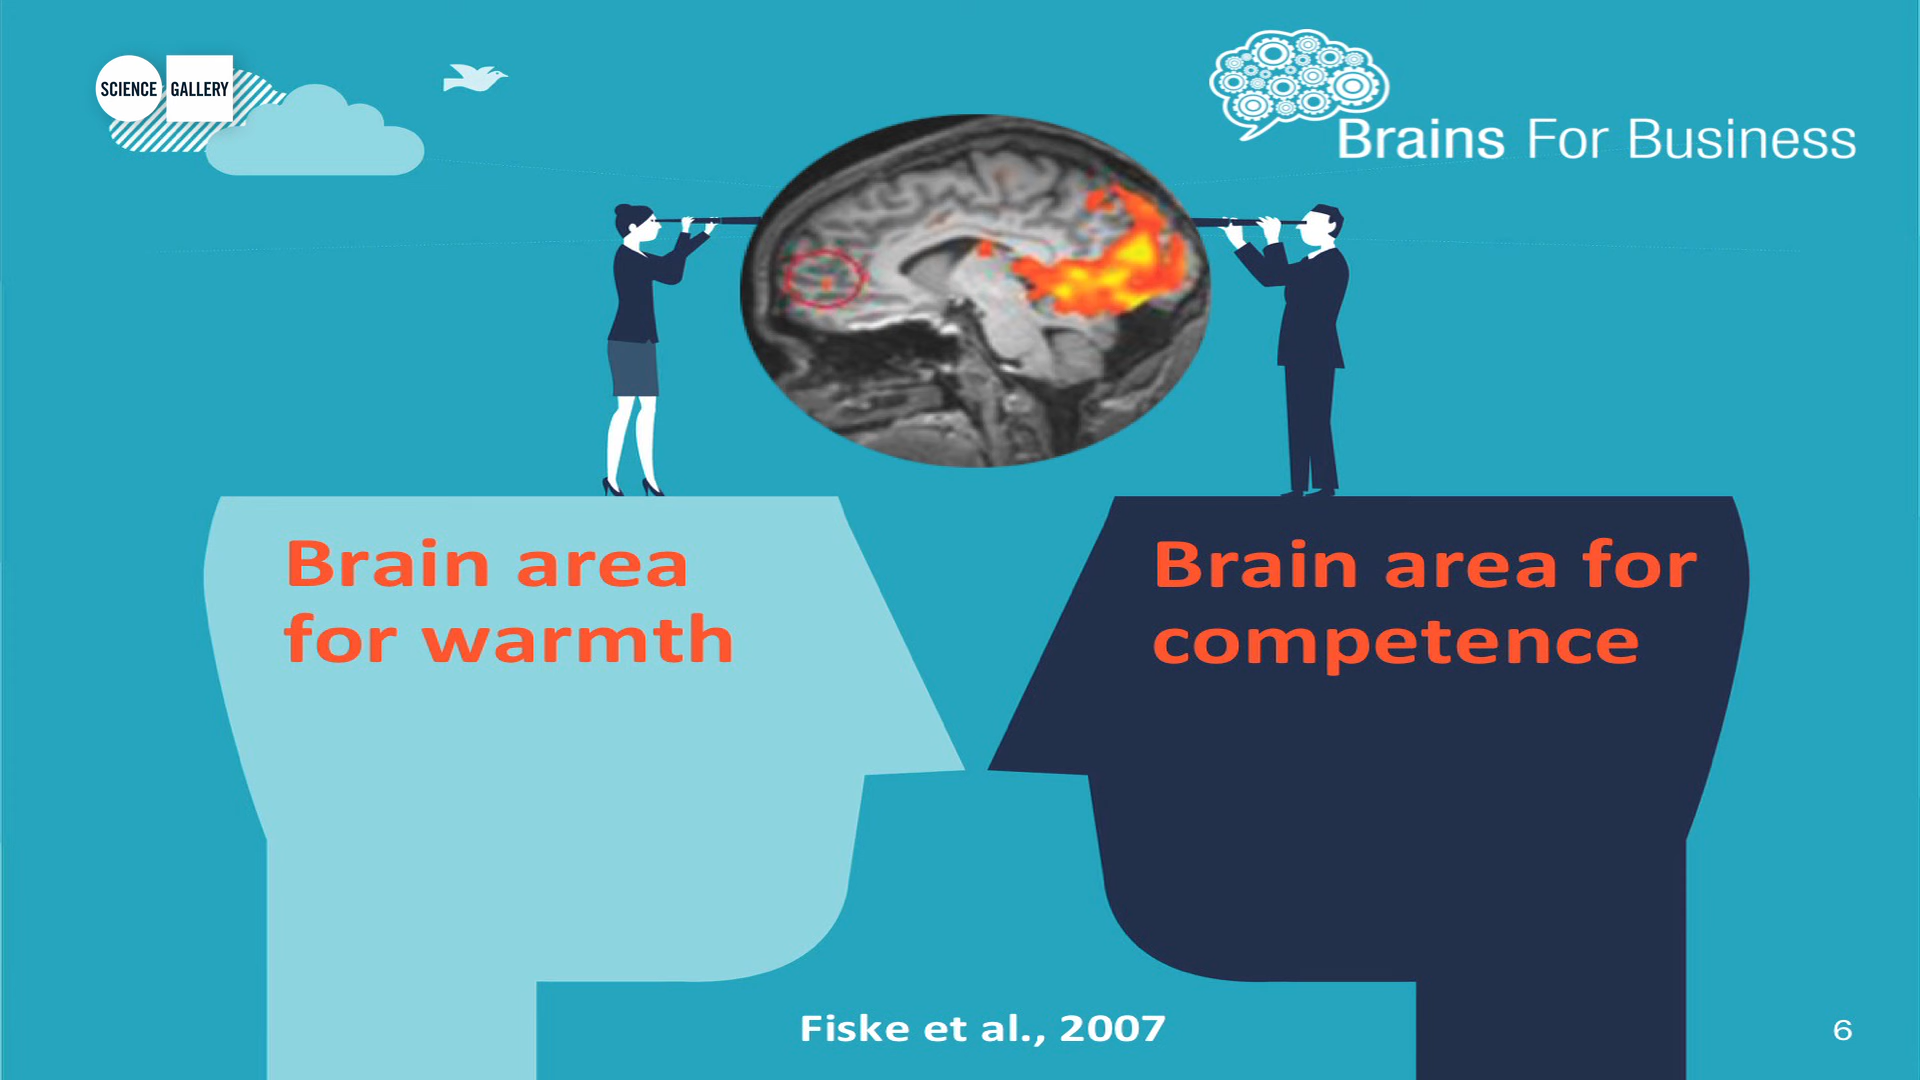 SCIENCE GALLERY
Brains For Business
Brain area
for warmth
Brain area for
competence
Fiske et al., 2007
6